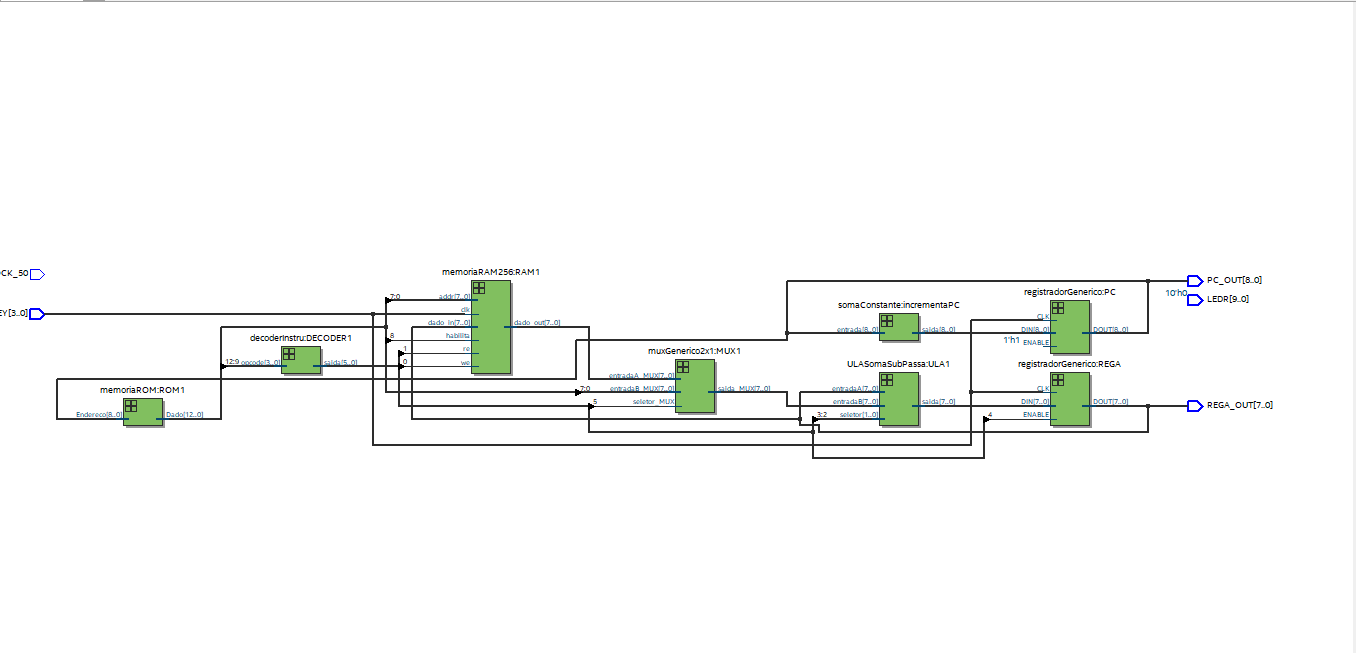 CK_50
EY[3..0]
memoriaROM:ROM1
Endereco[8..0]
Dado[12..0]
decoderInstru:DECODER1
12:9
opcode[3..0]
saida[5..0]
memoriaRAM256:RAM1
7:0
addr[7..0]
clk
dado_in[7..0]
dado_out[7..0]
8
habilita
1
re
0
we
muxGenerico2x1:MUX1
entradaA_MUX[7..0]
7:0
entradaB_MUX[7..0]
saida_MUX[7..0]
5
seletor_MUX
somaConstante:incrementaPC
entrada[8..0]
saida[8..0]
ULASomaSubPassa:ULA1
entradaA[7..0]
entradaB[7..0]
saida[7..0]
3:2
seletor[1..0]
registradorGenerico:PC
CLK
DIN[8..0]
DOUT[8..0]
1'h1
ENABLE
registradorGenerico:REGA
CLK
DIN[7..0]
DOUT[7..0]
4
ENABLE
PC_OUT[8..0]
10'h0
LEDR[9..0]
REGA_OUT[7..0]